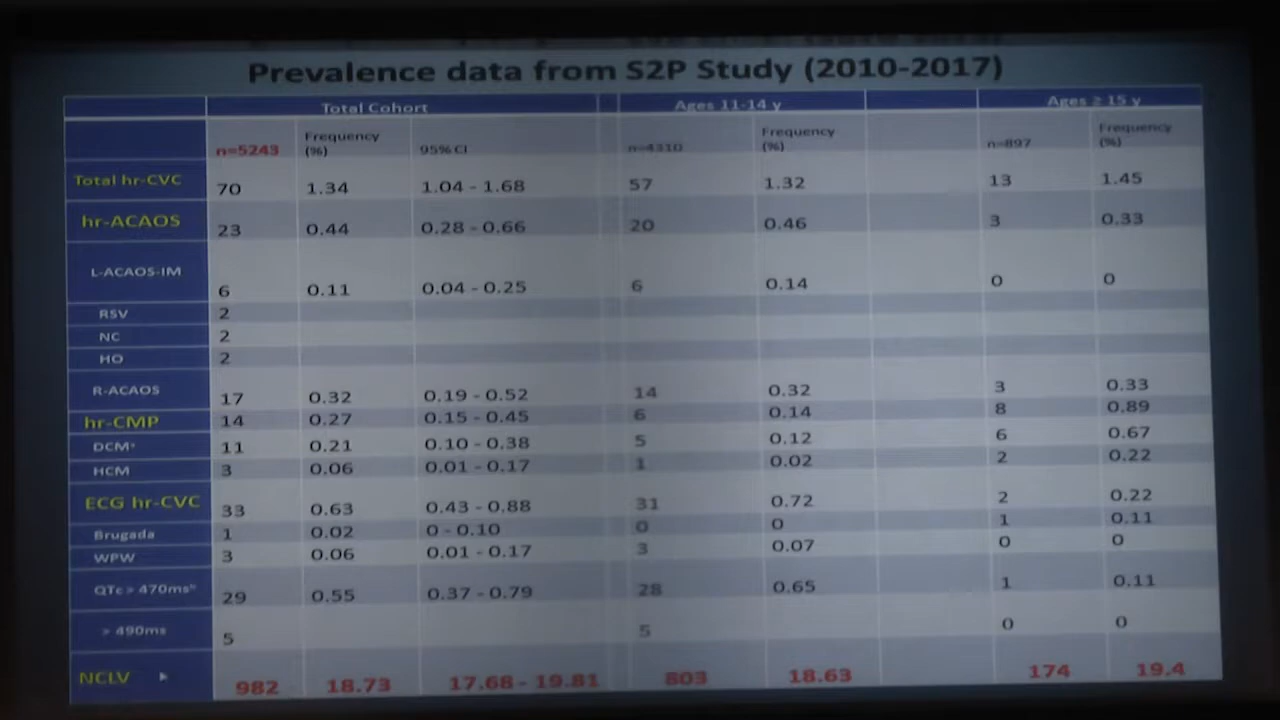 Prevalence data from S2P Study (2010-2017)
Total Cohort Ages 11-14 y Ages ≥ 15 y
n=5243 Frequency (%) 95% CI n=4310 Frequency (%) n=897 Frequency (%)
Total hr-CVC 70 1.34 1.04 - 1.68 57 1.32 13 1.45
hr-ACAOS 23 0.44 0.28 - 0.66 20 0.46 3 0.33
L-ACAOS-IM 6 0.11 0.04 - 0.25 6 0.14 0 0
RSV 2
NC 2
HO 2
R-ACAOS 17 0.32 0.19 - 0.52 14 0.32 3 0.33
hr-CMP 14 0.27 0.15 - 0.45 6 0.14 8 0.89
DCM* 11 0.21 0.10 - 0.38 5 0.12 6 0.67
HCM 3 0.06 0.01 - 0.17 1 0.02 2 0.22
ECG hr-CVC 33 0.63 0.43 - 0.88 31 0.72 2 0.22
Brugada 1 0.02 0 - 0.10 0 0 1 0.11
WPW 3 0.06 0.01 - 0.17 3 0.07 0 0
QTc > 470ms 29 0.55 0.37 - 0.79 28 0.65 1 0.11
> 490ms 5 5 0 0
NCLV 982 18.73 17.68 - 19.81 803 18.63 174 19.4